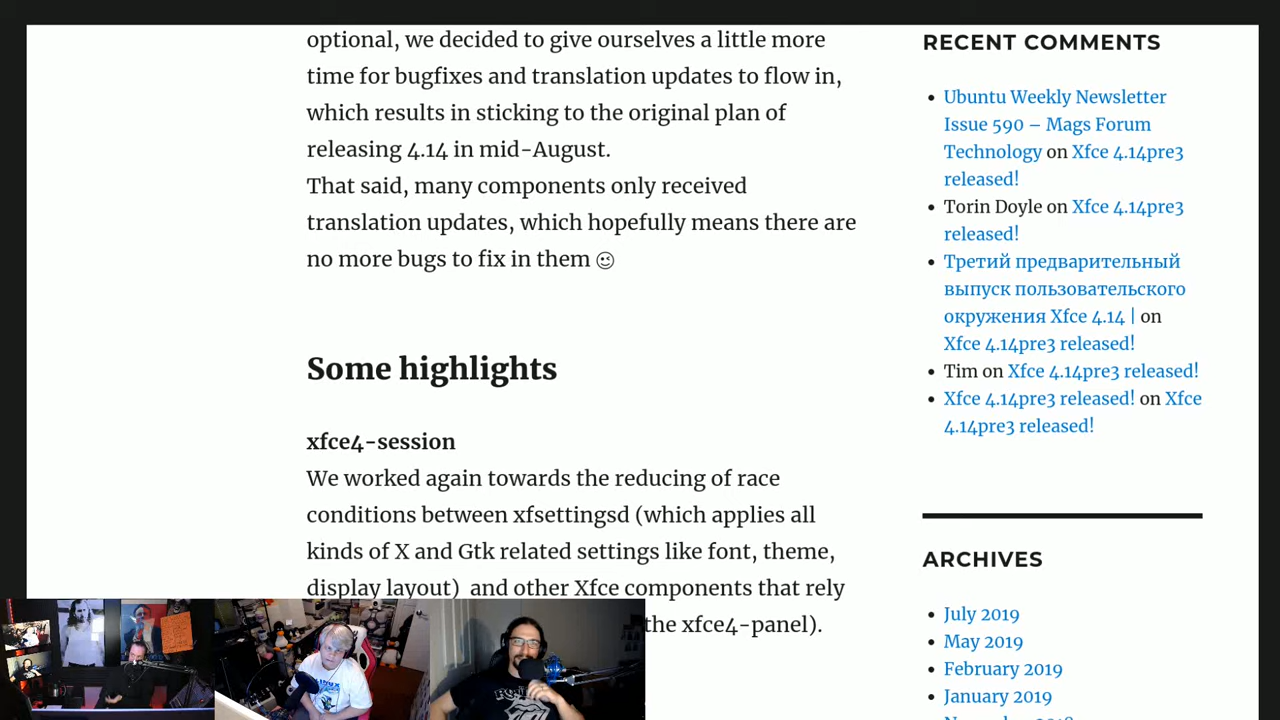 optional, we decided to give ourselves a little more
time for bugfixes and translation updates to flow in,
which results in sticking to the original plan of
releasing 4.14 in mid-August.
That said, many components only received
translation updates, which hopefully means there are
no more bugs to fix in them 😉
Some highlights
xfce4-session
We worked again towards the reducing of race
conditions between xfsettingsd (which applies all
kinds of X and Gtk related settings like font, theme,
display layout)  and other Xfce components that rely
the xfce4-panel).
RECENT COMMENTS
Ubuntu Weekly Newsletter
Issue 590 – Mags Forum
Technology on Xfce 4.14pre3
released!
Torin Doyle on Xfce 4.14pre3
released!
Третий предварительный
выпуск пользовательского
окружения Xfce 4.14 | on
Xfce 4.14pre3 released!
Tim on Xfce 4.14pre3 released!
Xfce 4.14pre3 released! on Xfce
4.14pre3 released!
ARCHIVES
July 2019
May 2019
February 2019
January 2019